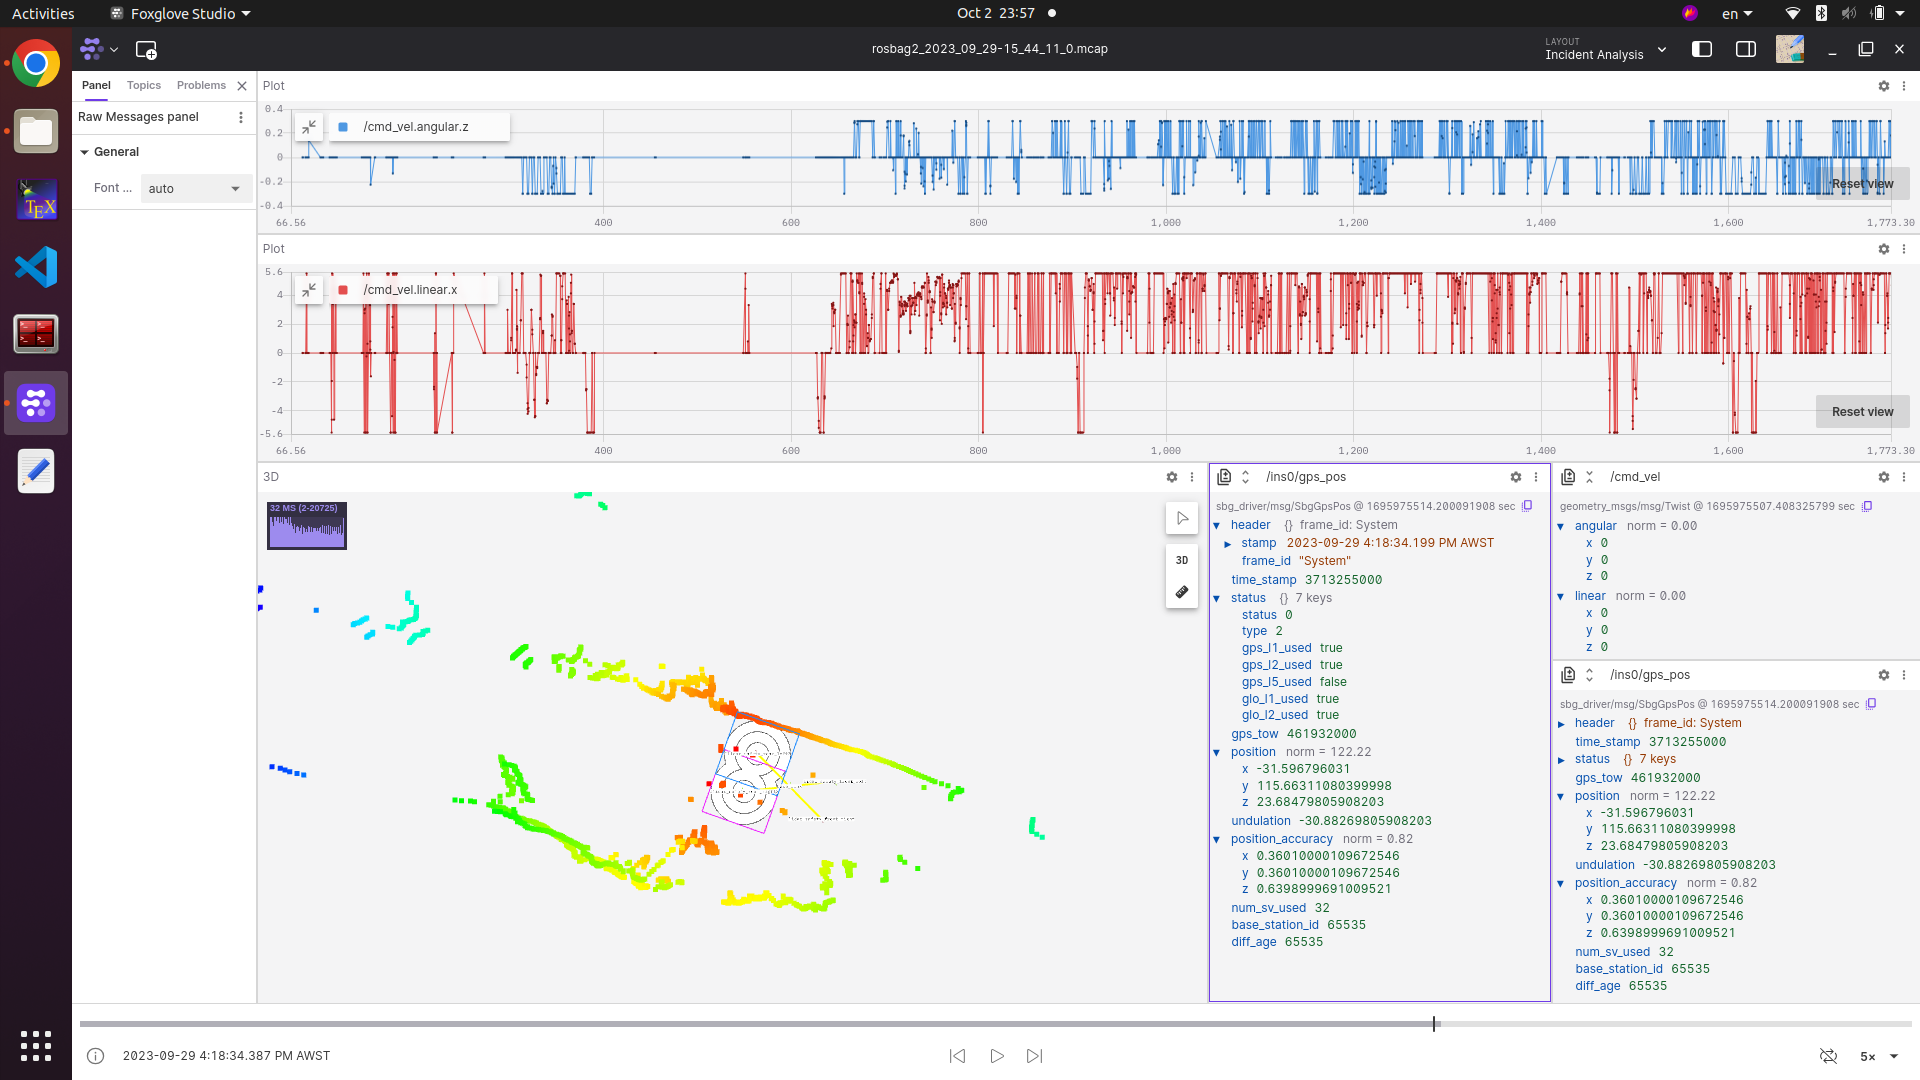 Activities
Foxglove Studio
Oct 2 23:57
en
rosbag2_2023_09_29-15_44_11_0.mcap
LAYOUT
Incident Analysis
Panel
Topics
Problems
Raw Messages panel
General
Font ...
auto
Plot
/cmd_vel.angular.z
0.4
0.2
0
-0.2
-0.4
66.56
400
600
800
1,000
1,200
1,400
1,600
1,773.30
Reset view
Plot
/cmd_vel.linear.x
5.6
4
2
0
-2
-4
-5.6
66.56
400
600
800
1,000
1,200
1,400
1,600
1,773.30
Reset view
3D
32 MS (2-20725)
3D
/ins0/gps_pos
sbg_driver/msg/SbgGpsPos @ 1695975514.200091908 sec
header {} frame_id: System
stamp 2023-09-29 4:18:34.199 PM AWST
frame_id "System"
time_stamp 3713255000
status {} 7 keys
status 0
type 2
gps_l1_used true
gps_l2_used true
gps_l5_used false
glo_l1_used true
glo_l2_used true
gps_tow 461932000
position norm = 122.22
x -31.596796031
y 115.66311080399998
z 23.68479805908203
undulation -30.88269805908203
position_accuracy norm = 0.82
x 0.36010000109672546
y 0.36010000109672546
z 0.6398999691009521
num_sv_used 32
base_station_id 65535
diff_age 65535
/cmd_vel
geometry_msgs/msg/Twist @ 1695975507.408325799 sec
angular norm = 0.00
x 0
y 0
z 0
linear norm = 0.00
x 0
y 0
z 0
/ins0/gps_pos
sbg_driver/msg/SbgGpsPos @ 1695975514.200091908 sec
header {} frame_id: System
time_stamp 3713255000
status {} 7 keys
gps_tow 461932000
position norm = 122.22
x -31.596796031
y 115.66311080399998
z 23.68479805908203
undulation -30.88269805908203
position_accuracy norm = 0.82
x 0.36010000109672546
y 0.36010000109672546
z 0.6398999691009521
num_sv_used 32
base_station_id 65535
diff_age 65535
2023-09-29 4:18:34.387 PM AWST
5×